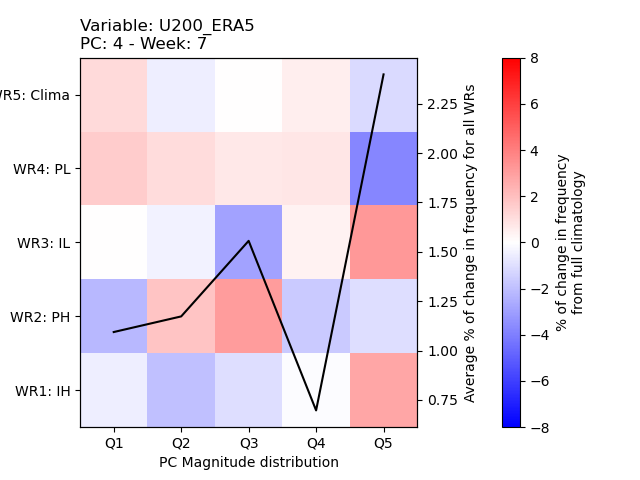 Variable: U200_ERA5
PC: 4 - Week: 7
WR5: Clima
WR4: PL
WR3: IL
WR2: PH
WR1: IH
Q1 Q2 Q3 Q4 Q5
PC Magnitude distribution
2.25
2.00
1.75
1.50
1.25
1.00
0.75
Average % of change in frequency for all WRs
8
6
4
2
0
−2
−4
−6
−8
% of change in frequency
from full climatology